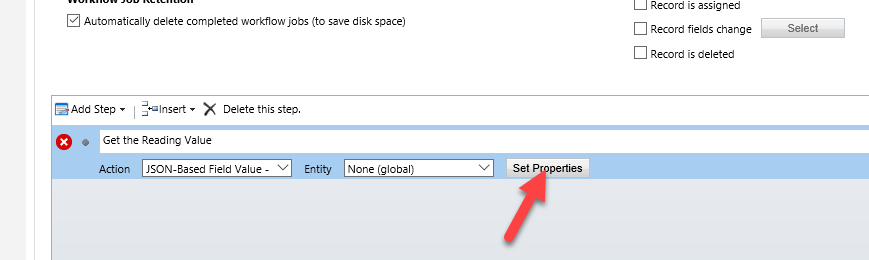 Workflow Job Retention
Automatically delete completed workflow jobs (to save disk space)
Record is assigned
Record fields change Select
Record is deleted
Add Step Insert Delete this step.
Get the Reading Value
Action JSON-Based Field Value - Entity None (global) Set Properties